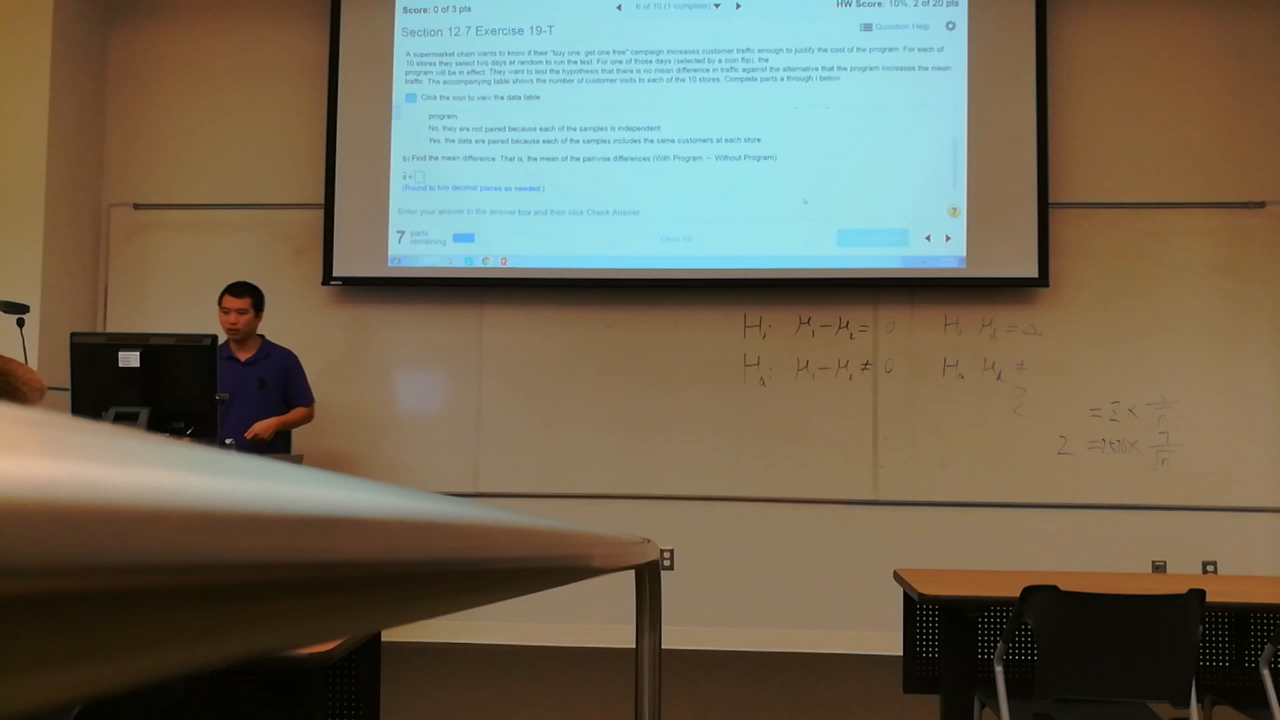 Score: 0 of 3 pts
6 of 10 (1 complete)
HW Score: 10%, 2 of 20 pts
Section 12.7 Exercise 19-T
Question Help
A supermarket chain wants to know if their "buy one, get one free" campaign increases customer traffic enough to justify the cost of the program. For each of
10 stores they select two days at random to run the test. For one of those days (selected by a coin flip), the
program will be in effect. They want to test the hypothesis that there is no mean difference in traffic against the alternative that the program increases the mean
traffic. The accompanying table shows the number of customer visits to each of the 10 stores. Complete parts a through i below.
Click the icon to view the data table
program
No, they are not paired because each of the samples is independent.
Yes, the data are paired because each of the samples includes the same customers at each store.
b) Find the mean difference. That is, the mean of the pairwise differences (With Program − Without Program).
d̄ =
(Round to two decimal places as needed.)
Enter your answer in the answer box and then click Check Answer
7 parts remaining
Clear All
?
μ₁ − μ₂ = 0
H_A: μ₁ − μ₂ ≠ 0